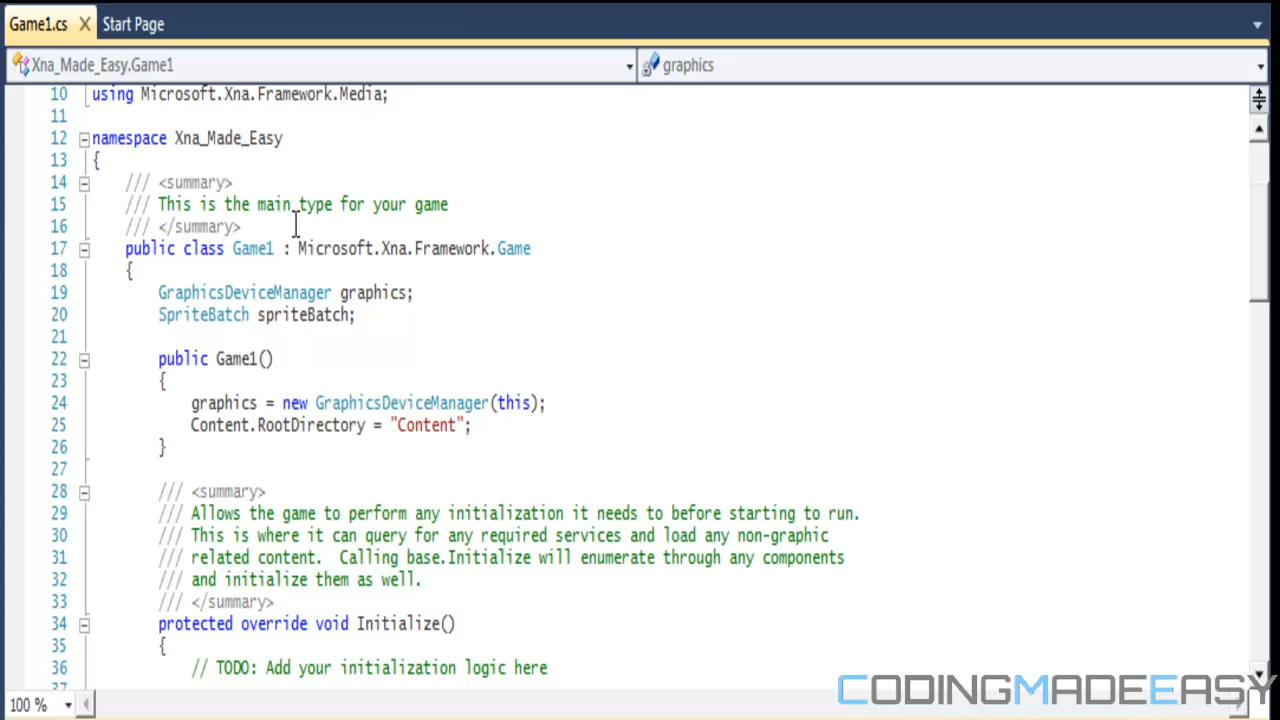 Game1.cs X Start Page
Xna_Made_Easy.Game1 graphics
10 using Microsoft.Xna.Framework.Media;
11
12 namespace Xna_Made_Easy
13 {
14 /// <summary>
15 /// This is the main type for your game
16 /// </summary>
17 public class Game1 : Microsoft.Xna.Framework.Game
18 {
19 GraphicsDeviceManager graphics;
20 SpriteBatch spriteBatch;
21
22 public Game1()
23 {
24 graphics = new GraphicsDeviceManager(this);
25 Content.RootDirectory = "Content";
26 }
27
28 /// <summary>
29 /// Allows the game to perform any initialization it needs to before starting to run.
30 /// This is where it can query for any required services and load any non-graphic
31 /// related content.  Calling base.Initialize will enumerate through any components
32 /// and initialize them as well.
33 /// </summary>
34 protected override void Initialize()
35 {
36 // TODO: Add your initialization logic here
37
100 %
CODINGMADEEASY